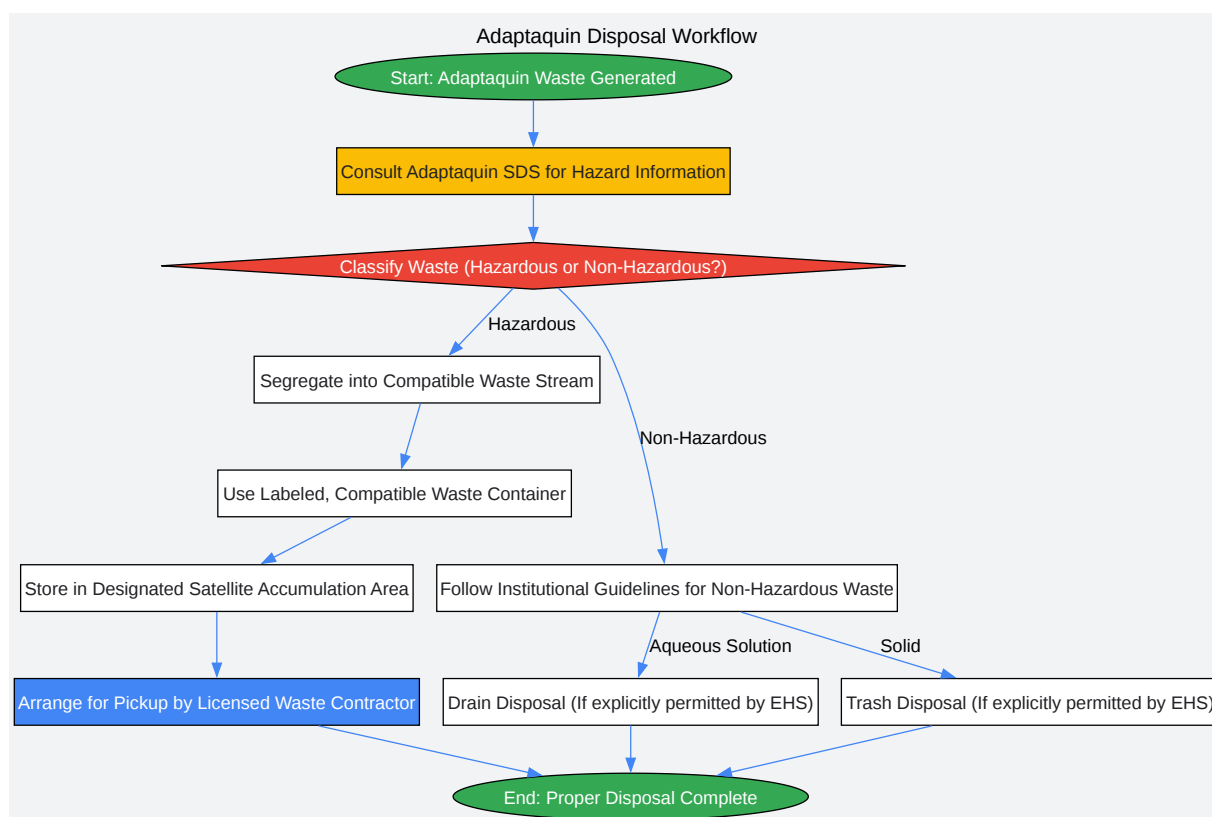 Adaptaquin Disposal Workflow
Start: Adaptaquin Waste Generated
Consult Adaptaquin SDS for Hazard Information
Classify Waste (Hazardous or Non-Hazardous?)
Hazardous
Segregate into Compatible Waste Stream
Non-Hazardous
Use Labeled, Compatible Waste Container
Store in Designated Satellite Accumulation Area
Follow Institutional Guidelines for Non-Hazardous Waste
Aqueous Solution
Solid
Arrange for Pickup by Licensed Waste Contractor
Drain Disposal (If explicitly permitted by EHS)
Trash Disposal (If explicitly permitted by EHS)
End: Proper Disposal Complete